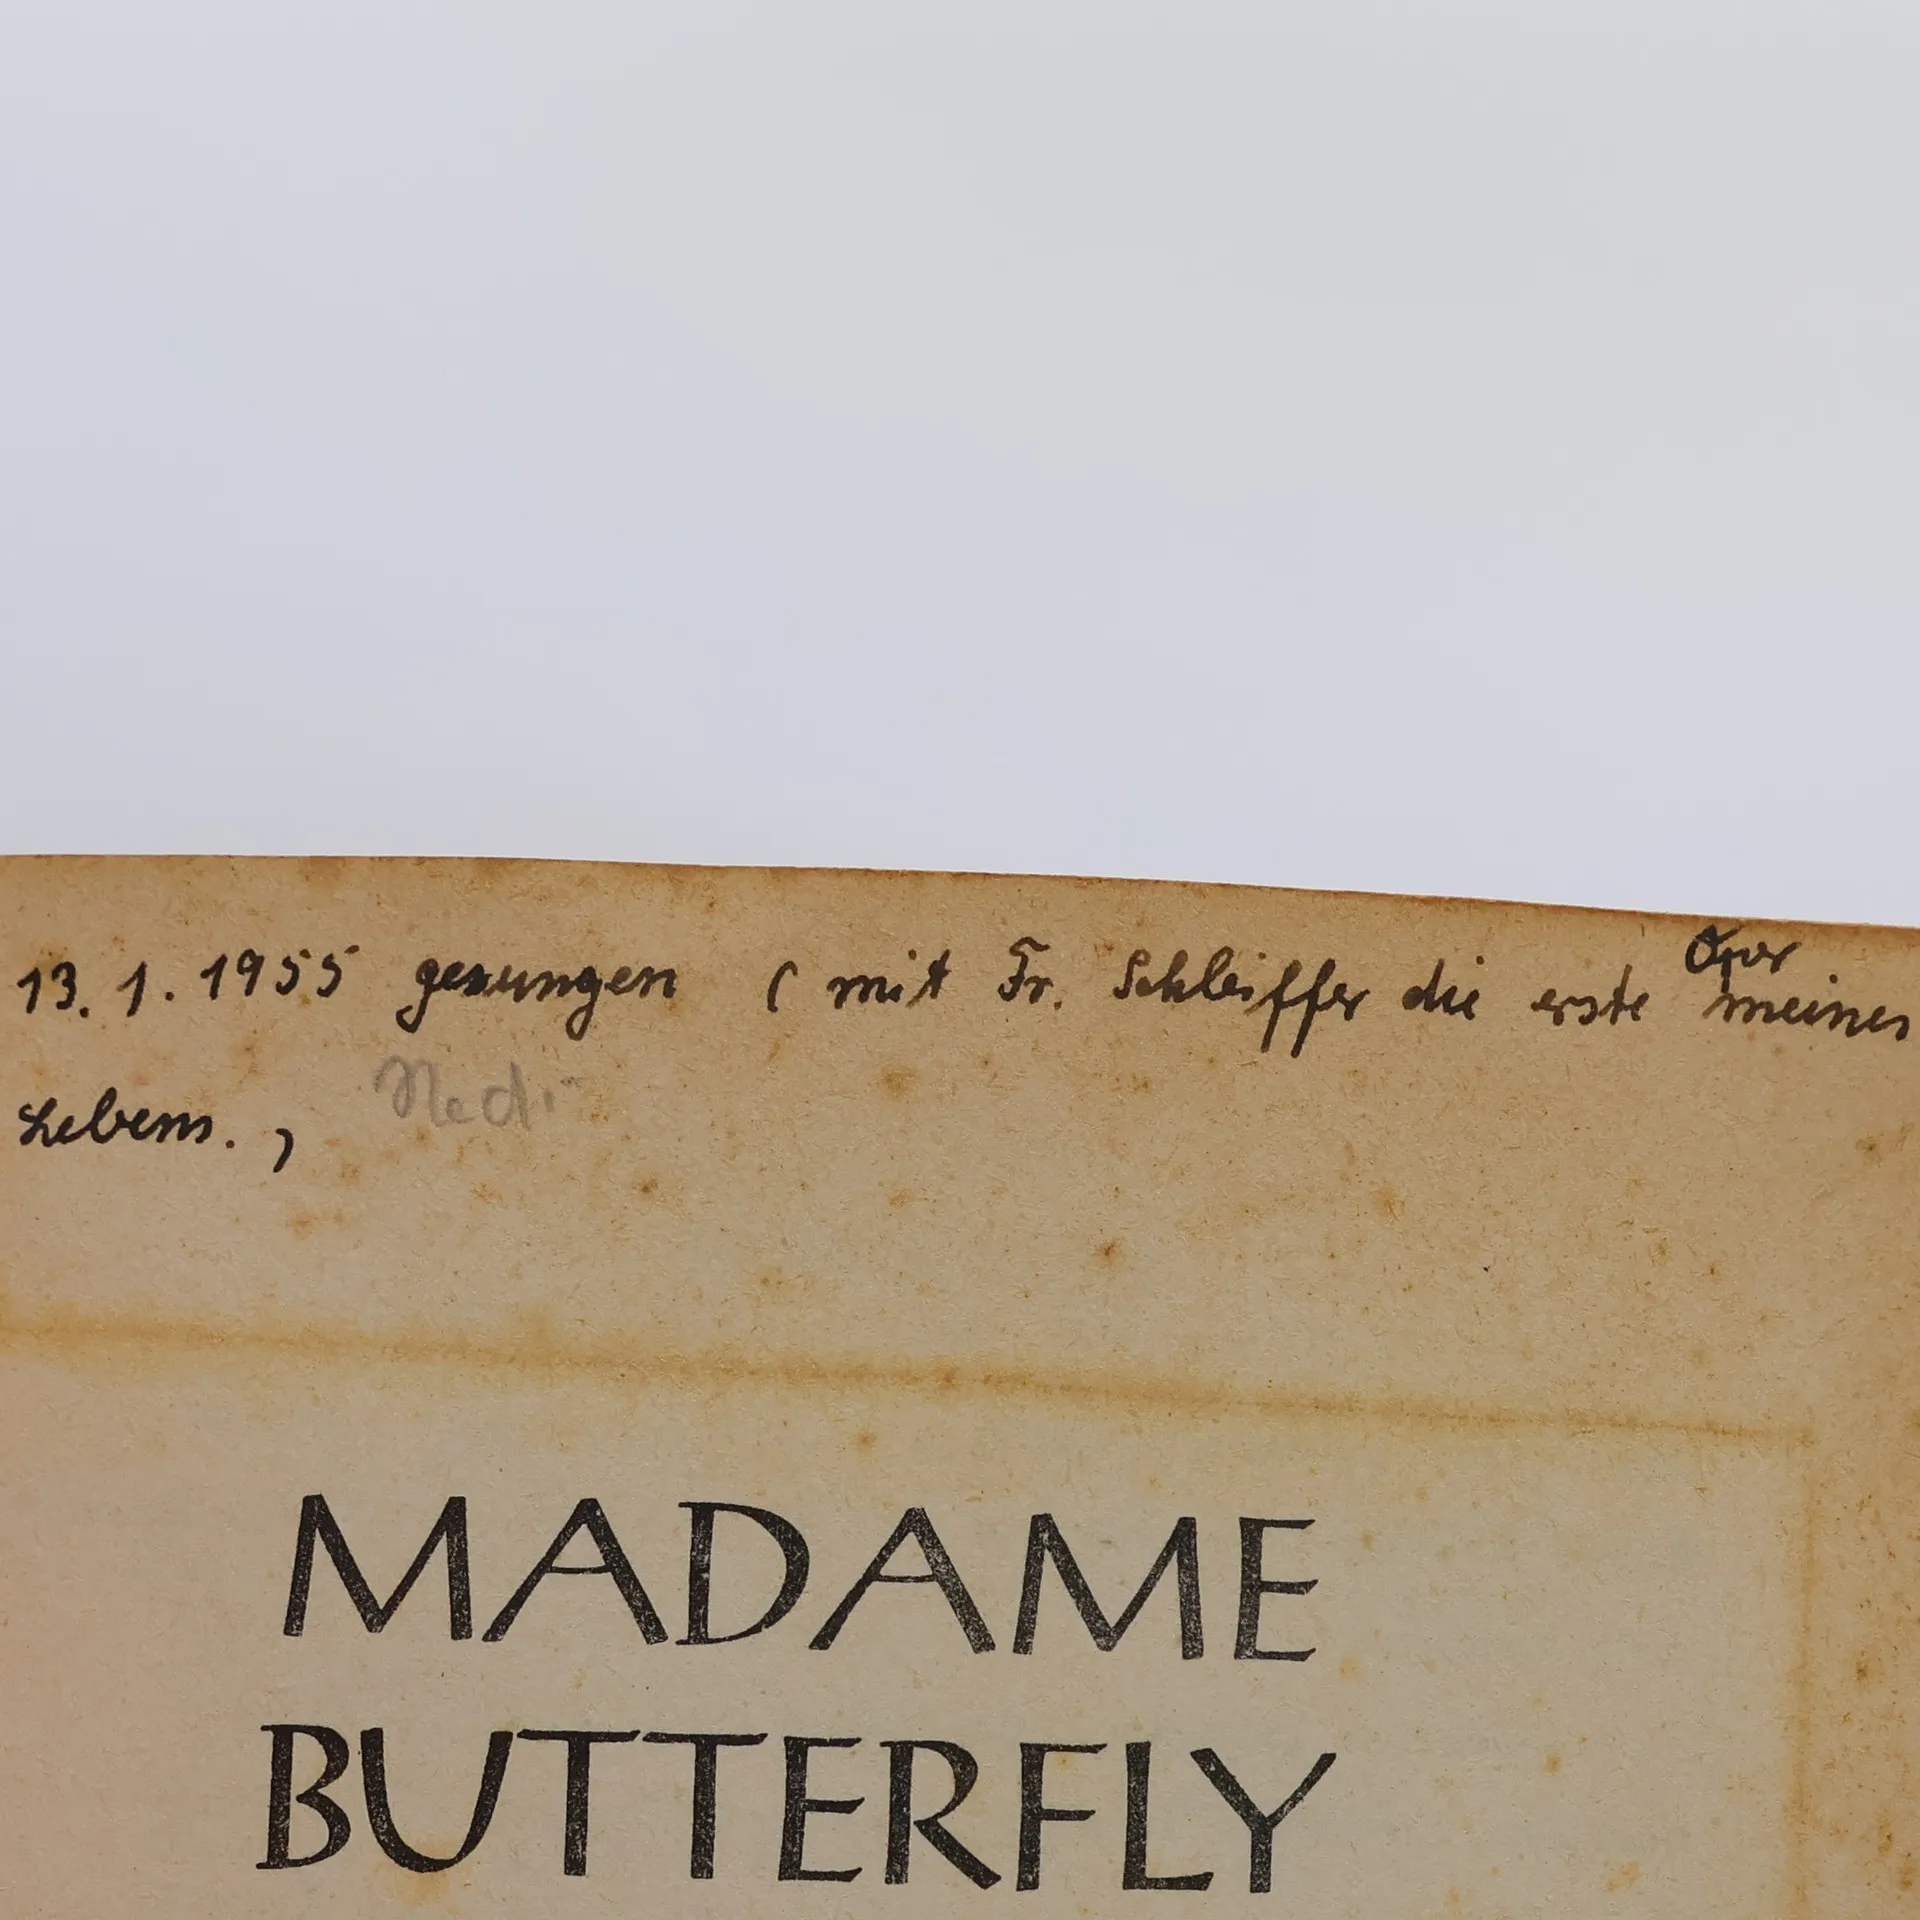 13. 1. 1955 gesungen ( mit Fr. Schleiffer die erste Oper meines
Lebens. )
MADAME
BUTTERFLY